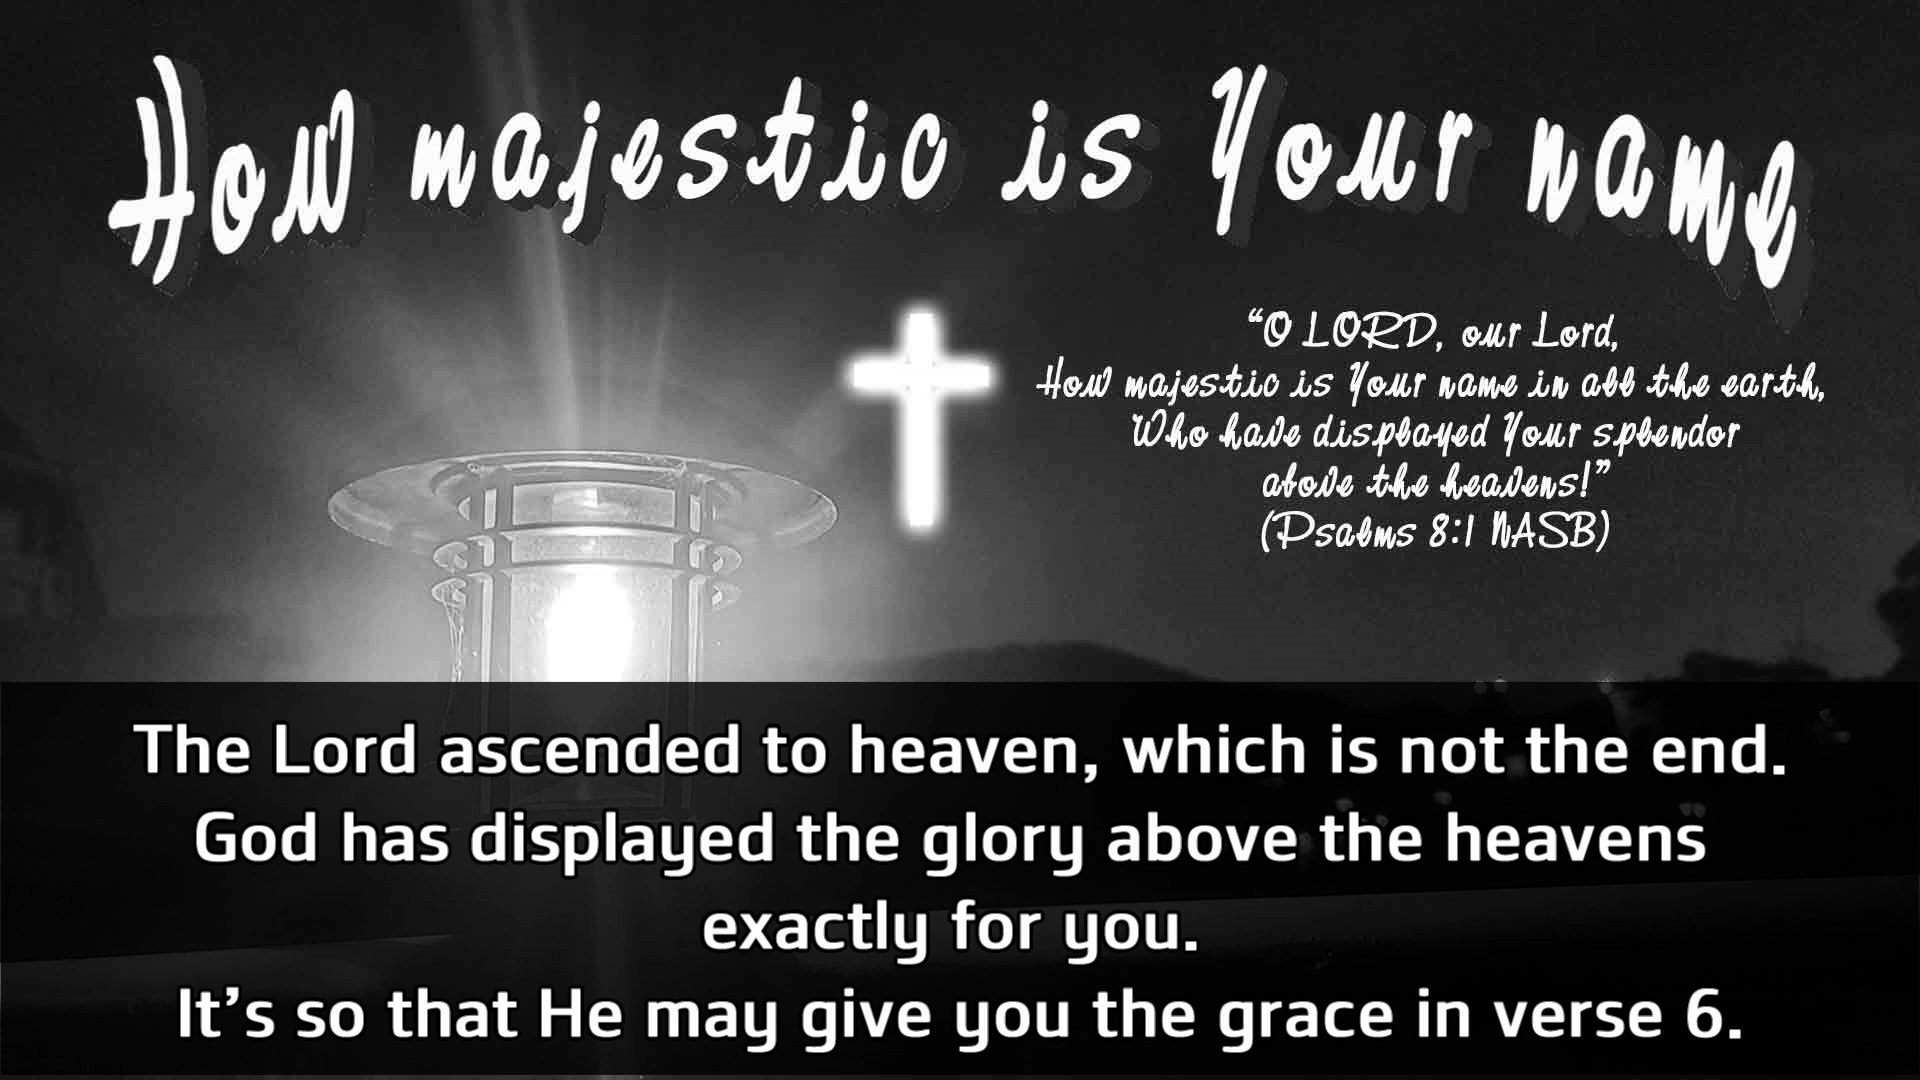 How majestic is Your name
“O LORD, our Lord,
How majestic is Your name in all the earth,
Who have displayed Your splendor
above the heavens!”
(Psalms 8:1 NASB)
The Lord ascended to heaven, which is not the end.
God has displayed the glory above the heavens
exactly for you.
It’s so that He may give you the grace in verse 6.